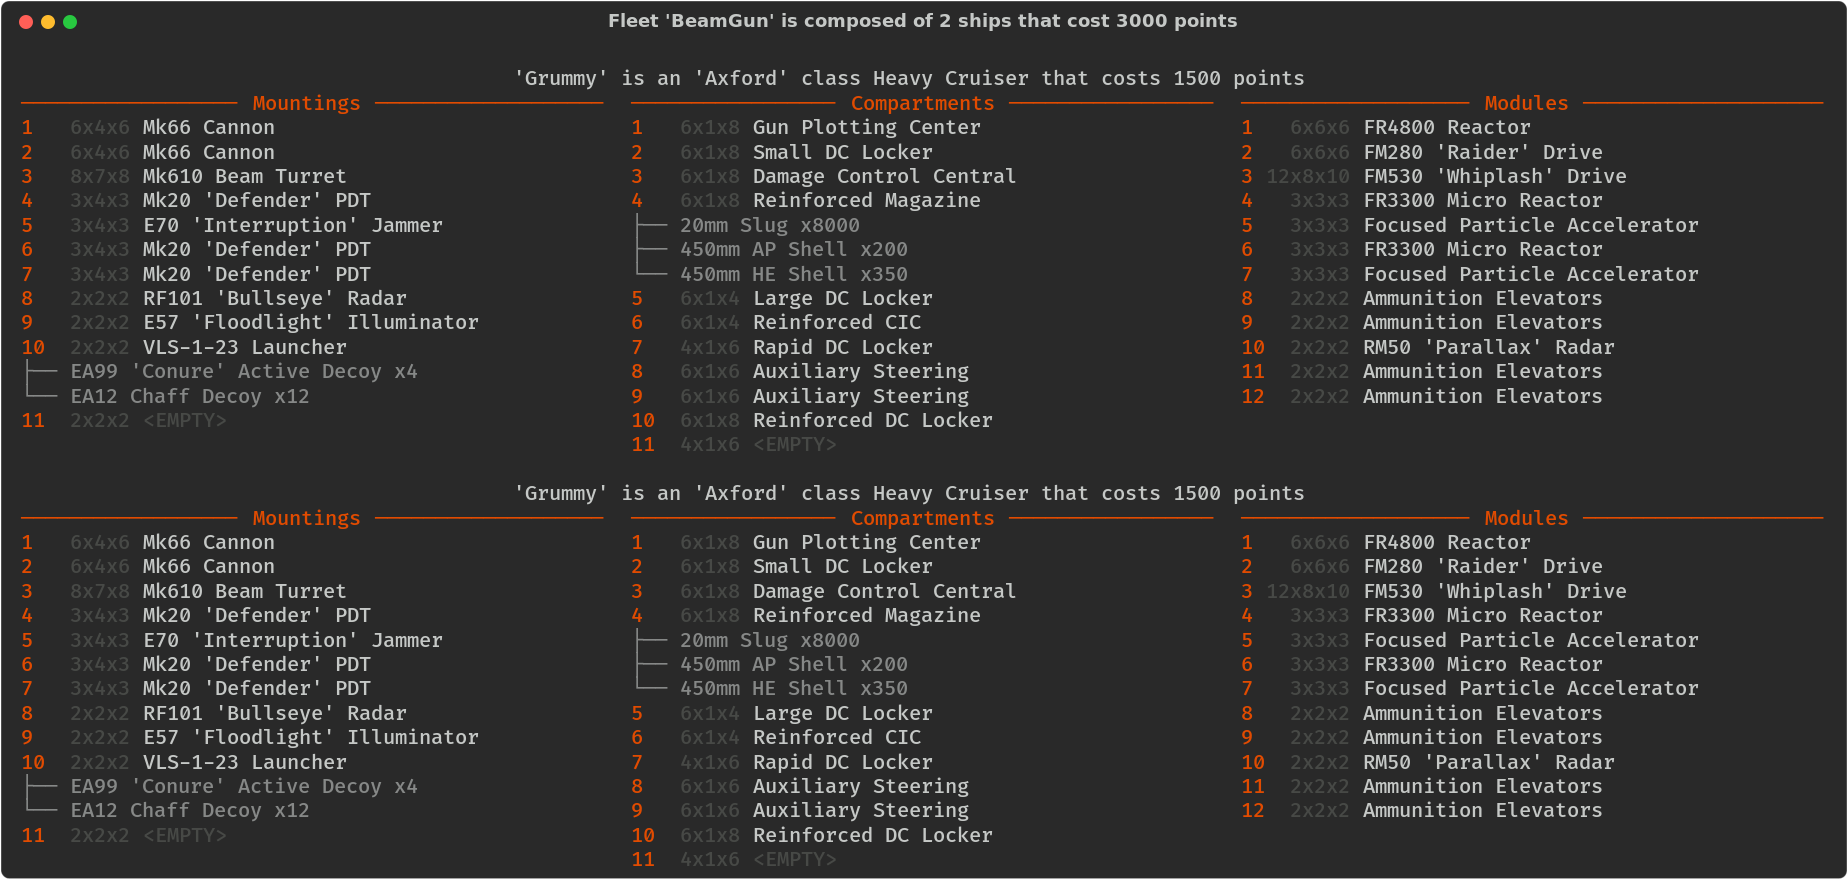 Fleet 'BeamGun' is composed of 2 ships that cost 3000 points
'Grummy' is an 'Axford' class Heavy Cruiser that costs 1500 points
Mountings
1 6x4x6 Mk66 Cannon
2 6x4x6 Mk66 Cannon
3 8x7x8 Mk610 Beam Turret
4 3x4x3 Mk20 'Defender' PDT
5 3x4x3 E70 'Interruption' Jammer
6 3x4x3 Mk20 'Defender' PDT
7 3x4x3 Mk20 'Defender' PDT
8 2x2x2 RF101 'Bullseye' Radar
9 2x2x2 E57 'Floodlight' Illuminator
10 2x2x2 VLS-1-23 Launcher
├── EA99 'Conure' Active Decoy x4
└── EA12 Chaff Decoy x12
11 2x2x2 <EMPTY>
Compartments
1 6x1x8 Gun Plotting Center
2 6x1x8 Small DC Locker
3 6x1x8 Damage Control Central
4 6x1x8 Reinforced Magazine
├── 20mm Slug x8000
├── 450mm AP Shell x200
└── 450mm HE Shell x350
5 6x1x4 Large DC Locker
6 6x1x4 Reinforced CIC
7 4x1x6 Rapid DC Locker
8 6x1x6 Auxiliary Steering
9 6x1x6 Auxiliary Steering
10 6x1x8 Reinforced DC Locker
11 4x1x6 <EMPTY>
Modules
1 6x6x6 FR4800 Reactor
2 6x6x6 FM280 'Raider' Drive
3 12x8x10 FM530 'Whiplash' Drive
4 3x3x3 FR3300 Micro Reactor
5 3x3x3 Focused Particle Accelerator
6 3x3x3 FR3300 Micro Reactor
7 3x3x3 Focused Particle Accelerator
8 2x2x2 Ammunition Elevators
9 2x2x2 Ammunition Elevators
10 2x2x2 RM50 'Parallax' Radar
11 2x2x2 Ammunition Elevators
12 2x2x2 Ammunition Elevators
'Grummy' is an 'Axford' class Heavy Cruiser that costs 1500 points
Mountings
1 6x4x6 Mk66 Cannon
2 6x4x6 Mk66 Cannon
3 8x7x8 Mk610 Beam Turret
4 3x4x3 Mk20 'Defender' PDT
5 3x4x3 E70 'Interruption' Jammer
6 3x4x3 Mk20 'Defender' PDT
7 3x4x3 Mk20 'Defender' PDT
8 2x2x2 RF101 'Bullseye' Radar
9 2x2x2 E57 'Floodlight' Illuminator
10 2x2x2 VLS-1-23 Launcher
├── EA99 'Conure' Active Decoy x4
└── EA12 Chaff Decoy x12
11 2x2x2 <EMPTY>
Compartments
1 6x1x8 Gun Plotting Center
2 6x1x8 Small DC Locker
3 6x1x8 Damage Control Central
4 6x1x8 Reinforced Magazine
├── 20mm Slug x8000
├── 450mm AP Shell x200
└── 450mm HE Shell x350
5 6x1x4 Large DC Locker
6 6x1x4 Reinforced CIC
7 4x1x6 Rapid DC Locker
8 6x1x6 Auxiliary Steering
9 6x1x6 Auxiliary Steering
10 6x1x8 Reinforced DC Locker
11 4x1x6 <EMPTY>
Modules
1 6x6x6 FR4800 Reactor
2 6x6x6 FM280 'Raider' Drive
3 12x8x10 FM530 'Whiplash' Drive
4 3x3x3 FR3300 Micro Reactor
5 3x3x3 Focused Particle Accelerator
6 3x3x3 FR3300 Micro Reactor
7 3x3x3 Focused Particle Accelerator
8 2x2x2 Ammunition Elevators
9 2x2x2 Ammunition Elevators
10 2x2x2 RM50 'Parallax' Radar
11 2x2x2 Ammunition Elevators
12 2x2x2 Ammunition Elevators